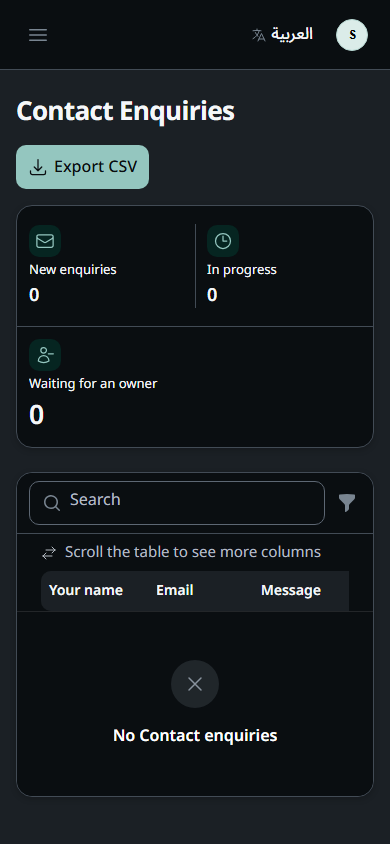 العربية
S
Contact Enquiries
Export CSV
New enquiries
0
In progress
0
Waiting for an owner
0
Search
Scroll the table to see more columns
Your name Email Message
No Contact enquiries